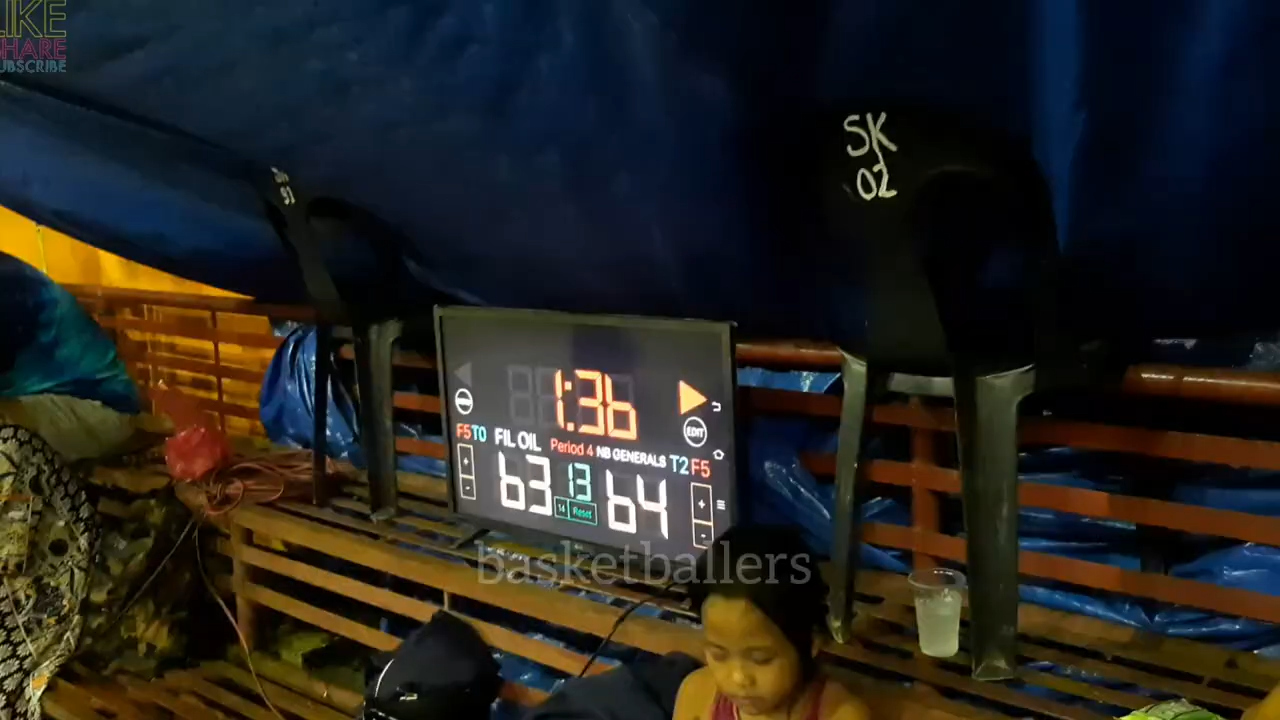 LIKE
SHARE
SUBSCRIBE
SK
02
1:36
EDIT
F5 T0 FIL OIL Period 4 NB GENERALS T2 F5
63 13 64
14 Reset
+ +
- -
basketballers